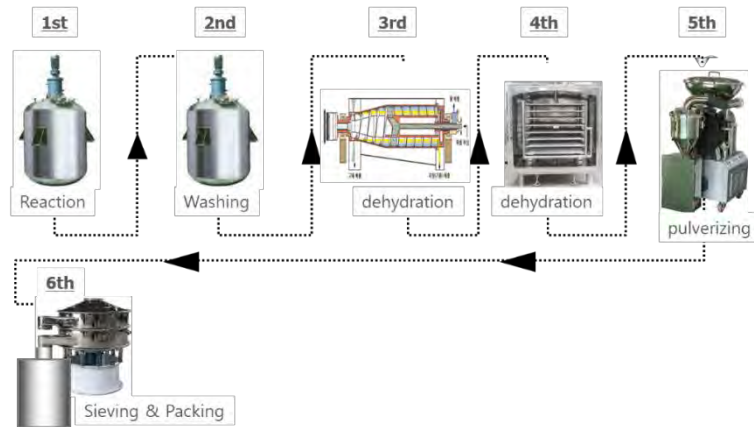 1st
2nd
3rd
4th
5th
Reaction
Washing
dehydration
dehydration
pulverizing
6th
Sieving & Packing